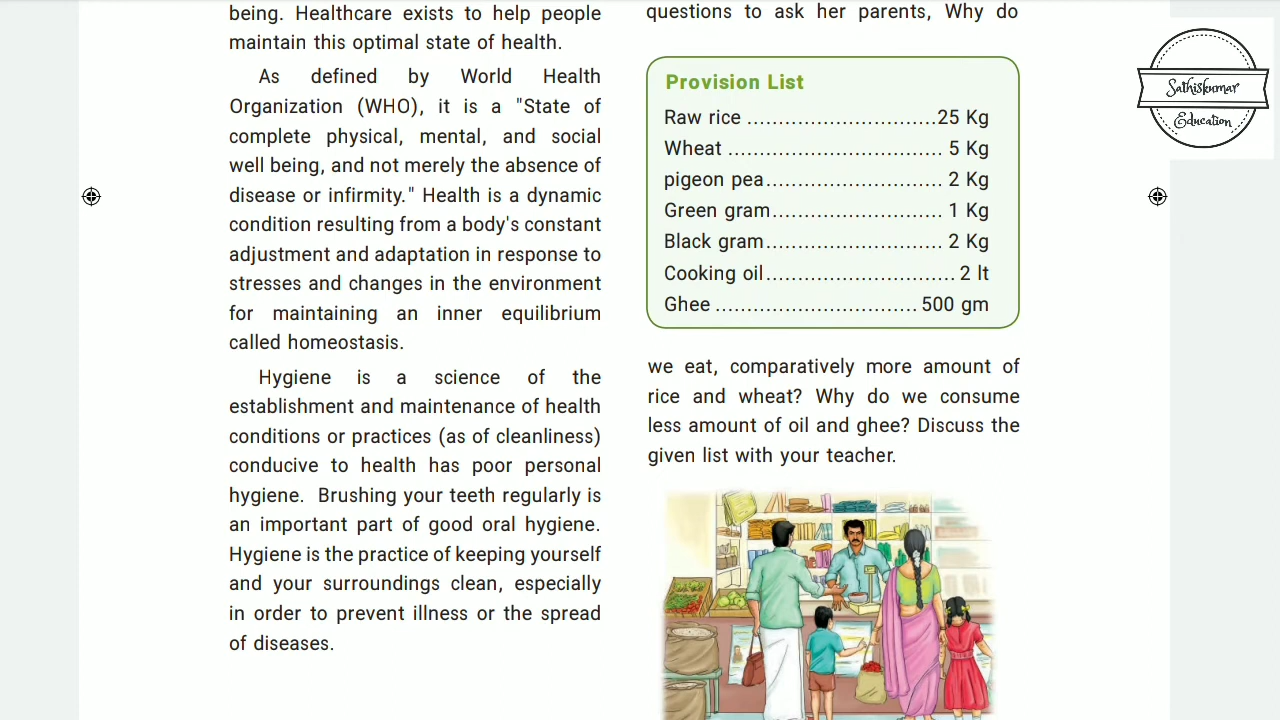 being. Healthcare exists to help people
maintain this optimal state of health.
As defined by World Health
Organization (WHO), it is a "State of
complete physical, mental, and social
well being, and not merely the absence of
disease or infirmity." Health is a dynamic
condition resulting from a body's constant
adjustment and adaptation in response to
stresses and changes in the environment
for maintaining an inner equilibrium
called homeostasis.
Hygiene is a science of the
establishment and maintenance of health
conditions or practices (as of cleanliness)
conducive to health has poor personal
hygiene. Brushing your teeth regularly is
an important part of good oral hygiene.
Hygiene is the practice of keeping yourself
and your surroundings clean, especially
in order to prevent illness or the spread
of diseases.
questions to ask her parents, Why do
Provision List
Raw rice ..............................25 Kg
Wheat .................................. 5 Kg
pigeon pea............................ 2 Kg
Green gram........................... 1 Kg
Black gram............................ 2 Kg
Cooking oil.............................. 2 lt
Ghee ................................ 500 gm
we eat, comparatively more amount of
rice and wheat? Why do we consume
less amount of oil and ghee? Discuss the
given list with your teacher.
Sathiskumar
Education